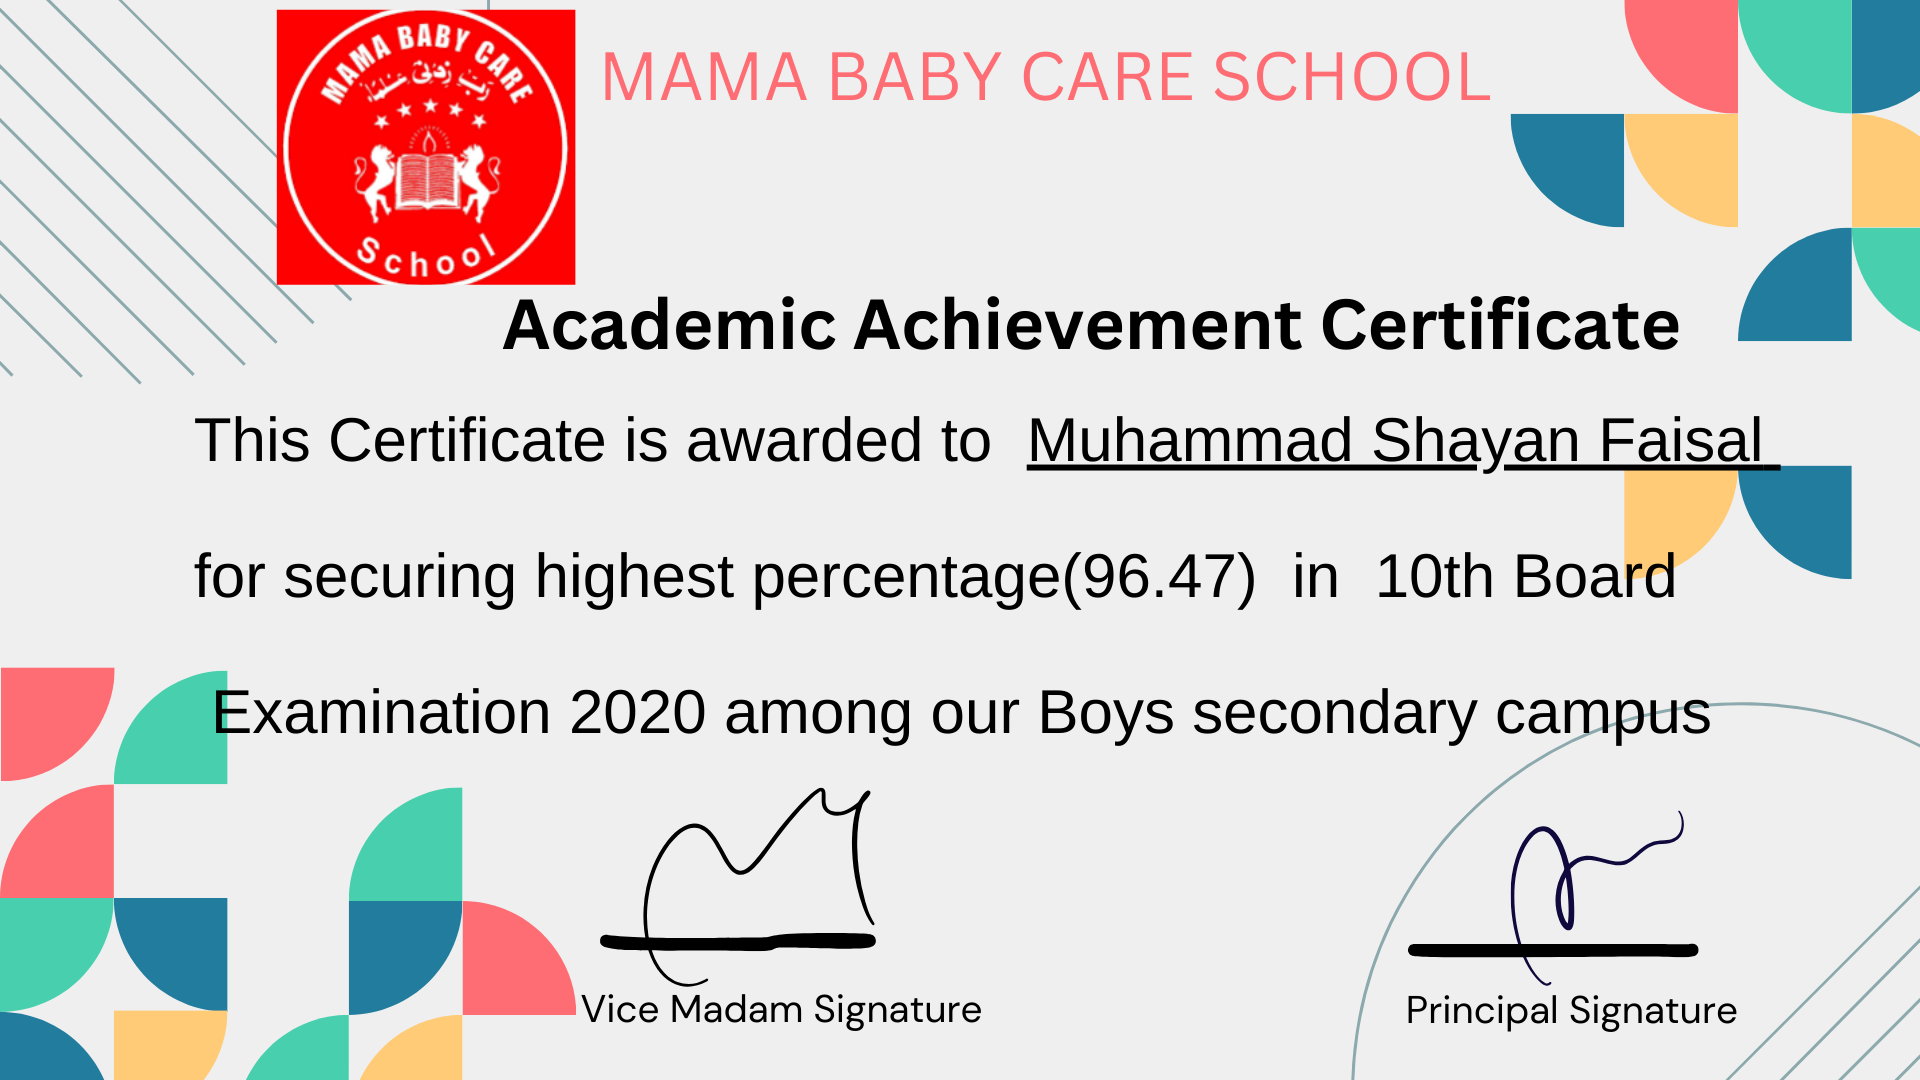 MAMA BABY CARE
رَبِّ زِدْنِیْ عِلْمًا
School
MAMA BABY CARE SCHOOL
Academic Achievement Certificate
This Certificate is awarded to  Muhammad Shayan Faisal
for securing highest percentage(96.47)  in  10th Board
Examination 2020 among our Boys secondary campus
Vice Madam Signature
Principal Signature